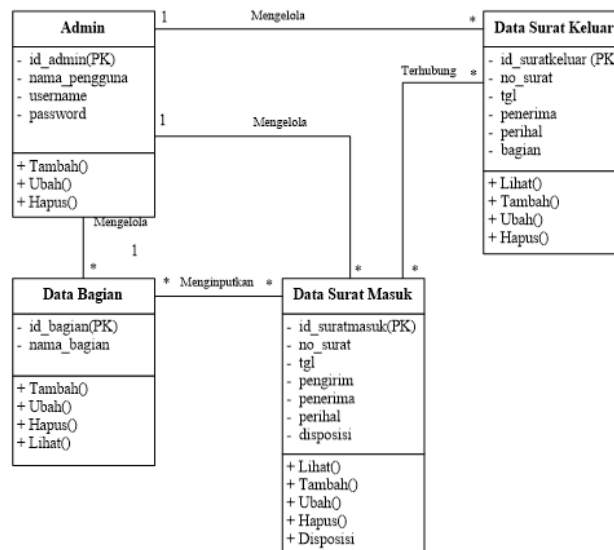 Admin
- id_admin(PK)
- nama_pengguna
- username
- password
+ Tambah()
+ Ubah()
+ Hapus()
1
Mengelola
*
Data Surat Keluar
- id_suratkeluar (PK
- no_surat
- tgl
- penerima
- perihal
- bagian
+ Lihat()
+ Tambah()
+ Ubah()
+ Hapus()
Terhubung
*
*
1
Mengelola
*
Mengelola
1
*
Data Bagian
- id_bagian(PK)
- nama_bagian
+ Tambah()
+ Ubah()
+ Hapus()
+ Lihat()
*
Menginputkan
*
Data Surat Masuk
- id_suratmasuk(PK)
- no_surat
- tgl
- pengirim
- penerima
- perihal
- disposisi
+ Lihat()
+ Tambah()
+ Ubah()
+ Hapus()
+ Disposisi